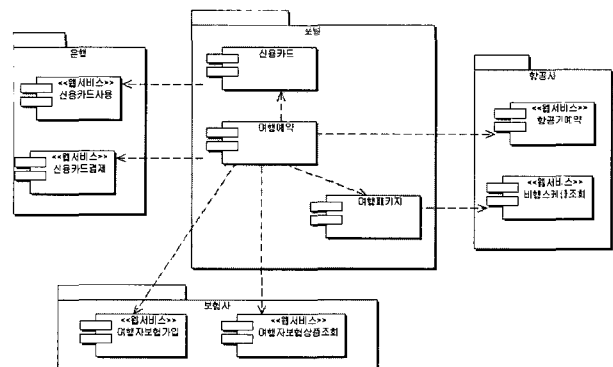 은행
<<웹서비스>>
신용카드사용
<<웹서비스>>
신용카드결제
포털
신용카드
여행예약
여행패키지
항공사
<<웹서비스>>
항공기예약
<<웹서비스>>
비행스케쥴조회
보험사
<<웹서비스>>
여행자보험가입
<<웹서비스>>
여행자보험상품조회